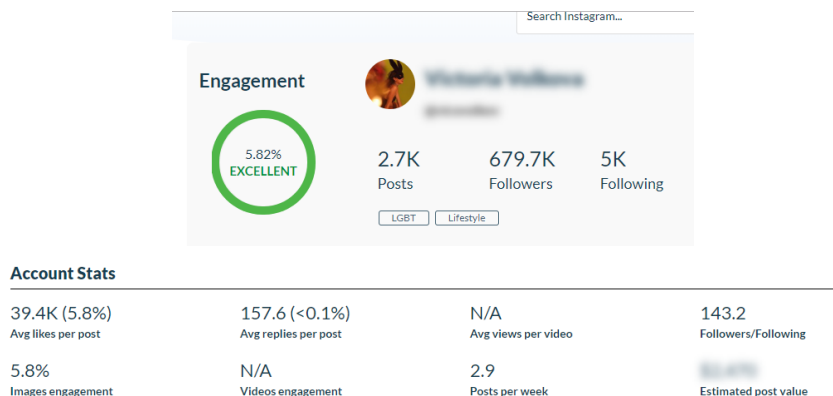 Search Instagram...
Engagement
5.82%
EXCELLENT
2.7K 679.7K 5K
Posts Followers Following
LGBT Lifestyle
Account Stats
39.4K (5.8%) 157.6 (<0.1%) N/A 143.2
Avg likes per post Avg replies per post Avg views per video Followers/Following
5.8% N/A 2.9
Images engagement Videos engagement Posts per week Estimated post value